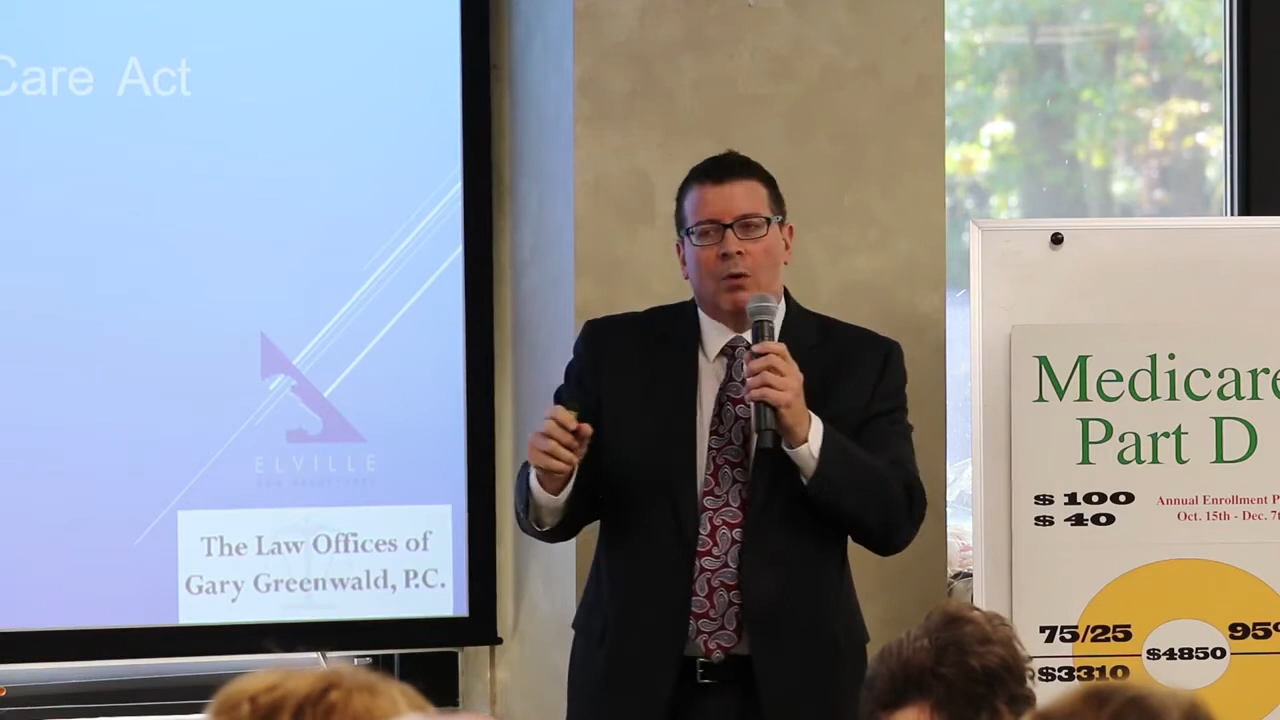 Care Act
ELVILLE
The Law Offices of
Gary Greenwald, P.C.
Medicare
Part D
$ 100
$ 40
Annual Enrollment P
Oct. 15th - Dec. 7t
75/25
95%
$4850
$3310